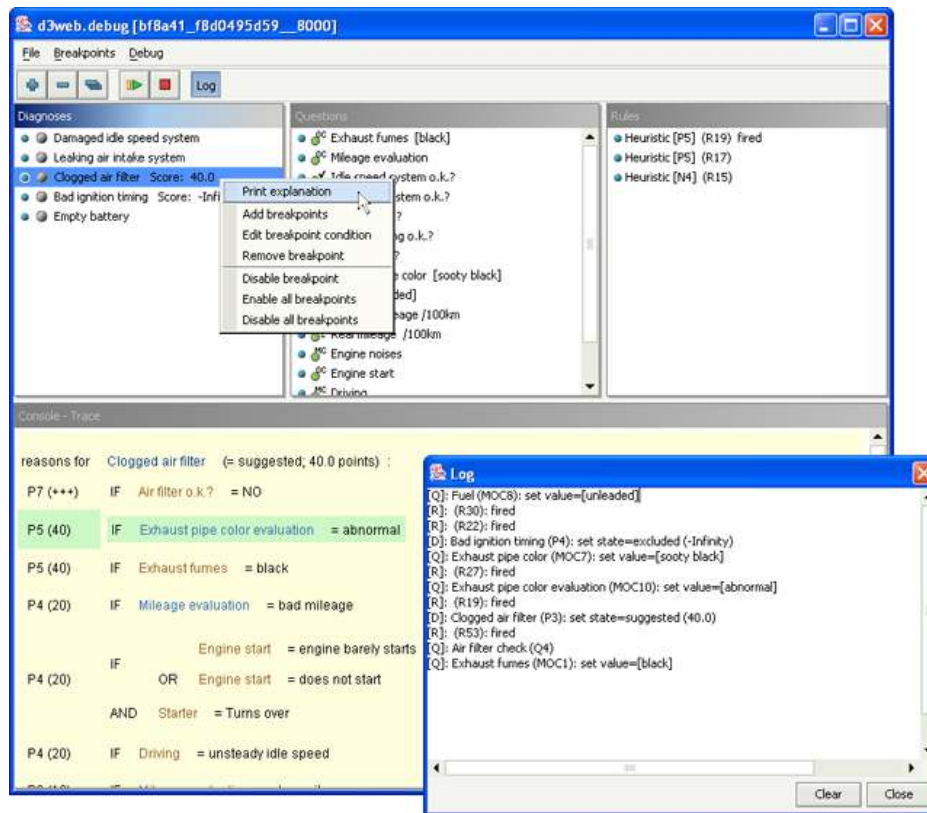 d3web.debug [bf8a41_f8d0495d59__8000]
File Breakpoints Debug
Log
Diagnoses
Damaged idle speed system
Leaking air intake system
Clogged air filter Score: 40.0
Bad ignition timing Score: -Infi
Empty battery
Print explanation
Add breakpoints
Edit breakpoint condition
Remove breakpoint
Disable breakpoint
Enable all breakpoints
Disable all breakpoints
Questions
Exhaust fumes [black]
Mileage evaluation
Idle speed system o.k.?
stem o.k.?
?
ng o.k.?
?
color [sooty black]
ded]
eage /100km
Real mileage /100km
Engine noises
Engine start
Driving
Rules
Heuristic [P5] (R19) fired
Heuristic [P5] (R17)
Heuristic [N4] (R15)
Console - Trace
reasons for Clogged air filter (= suggested; 40.0 points) :
P7 (+++) IF Air filter o.k.? = NO
P5 (40) IF Exhaust pipe color evaluation = abnormal
P5 (40) IF Exhaust fumes = black
P4 (20) IF Mileage evaluation = bad mileage
Engine start = engine barely starts
IF
P4 (20) OR Engine start = does not start
AND Starter = Turns over
P4 (20) IF Driving = unsteady idle speed
Log
[Q]: Fuel (MOC8): set value=[unleaded]
[R]: (R30): fired
[R]: (R22): fired
[D]: Bad ignition timing (P4): set state=excluded (-Infinity)
[Q]: Exhaust pipe color (MOC7): set value=[sooty black]
[R]: (R27): fired
[Q]: Exhaust pipe color evaluation (MOC10): set value=[abnormal]
[R]: (R19): fired
[D]: Clogged air filter (P3): set state=suggested (40.0)
[R]: (R53): fired
[Q]: Air filter check (Q4)
[Q]: Exhaust fumes (MOC1): set value=[black]
Clear Close